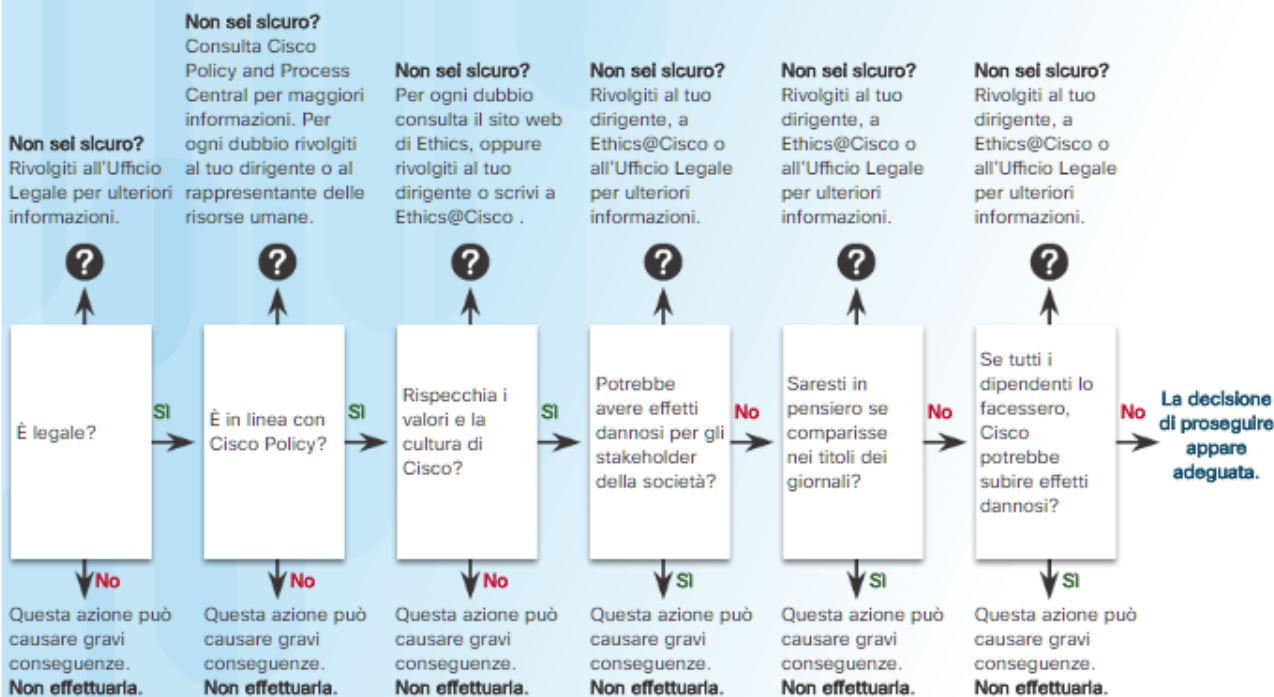 Non sei sicuro?
Rivolgiti all'Ufficio
Legale per ulteriori
informazioni.
Non sei sicuro?
Consulta Cisco
Policy and Process
Central per maggiori
informazioni. Per
ogni dubbio rivolgiti
al tuo dirigente o al
rappresentante delle
risorse umane.
Non sei sicuro?
Per ogni dubbio
consulta il sito web
di Ethics, oppure
rivolgiti al tuo
dirigente o scrivi a
Ethics@Cisco .
Non sei sicuro?
Rivolgiti al tuo
dirigente, a
Ethics@Cisco o
all'Ufficio Legale
per ulteriori
informazioni.
Non sei sicuro?
Rivolgiti al tuo
dirigente, a
Ethics@Cisco o
all'Ufficio Legale
per ulteriori
informazioni.
Non sei sicuro?
Rivolgiti al tuo
dirigente, a
Ethics@Cisco o
all'Ufficio Legale
per ulteriori
informazioni.
?
?
?
?
?
?
È legale?
Sì
È in linea con
Cisco Policy?
Sì
Rispecchia i
valori e la
cultura di
Cisco?
Sì
Potrebbe
avere effetti
dannosi per gli
stakeholder
della società?
No
Saresti in
pensiero se
comparisse
nei titoli dei
giornali?
No
Se tutti i
dipendenti lo
facessero,
Cisco
potrebbe
subire effetti
dannosi?
No
La decisione
di proseguire
appare
adeguata.
No
Questa azione può
causare gravi
conseguenze.
Non effettuarla.
No
Questa azione può
causare gravi
conseguenze.
Non effettuarla.
No
Questa azione può
causare gravi
conseguenze.
Non effettuarla.
Sì
Questa azione può
causare gravi
conseguenze.
Non effettuarla.
Sì
Questa azione può
causare gravi
conseguenze.
Non effettuarla.
Sì
Questa azione può
causare gravi
conseguenze.
Non effettuarla.